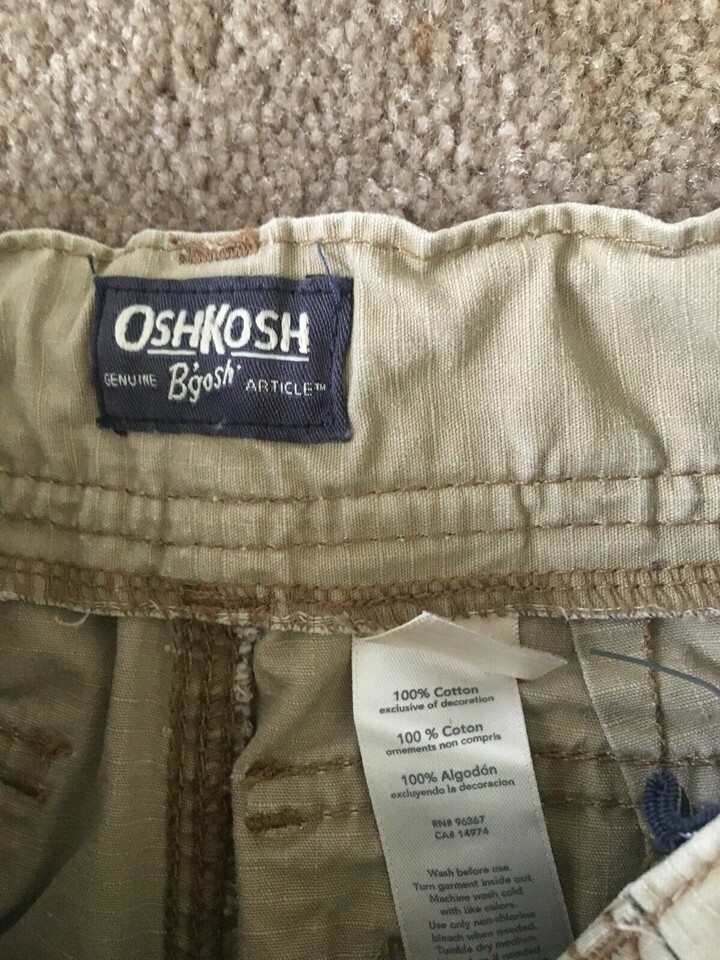 OSHKOSH
GENUINE B'gosh ARTICLE™
100% Cotton
exclusive of decoration
100 % Coton
ornements non compris
100% Algodón
excluyendo la decoracion
RN# 96367
CA# 14974
Wash before use.
Turn garment inside out.
Machine wash cold
with like colors.
Use only non-chlorine
bleach when needed.
Tumble dry medium,
if needed